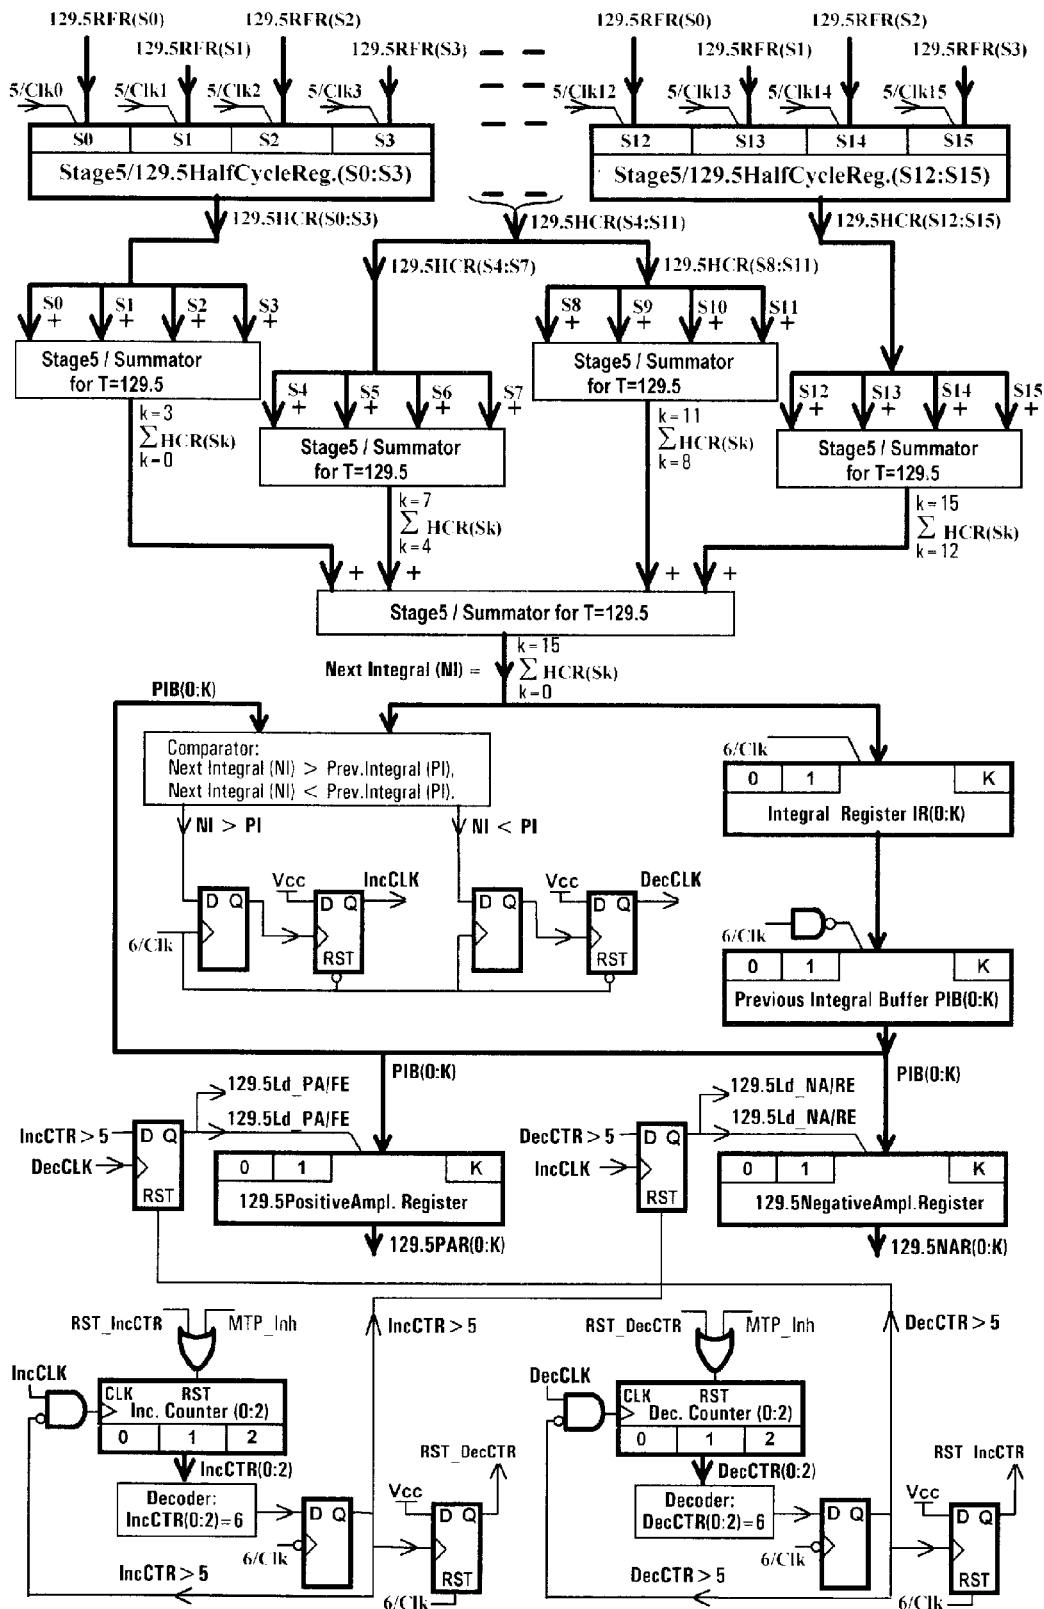 129.5RFR(S0)
129.5RFR(S2)
129.5RFR(S0)
129.5RFR(S2)
129.5RFR(S1)
129.5RFR(S3)
129.5RFR(S1)
129.5RFR(S3)
5/Clk0
5/Clk1
5/Clk2
5/Clk3
5/Clk12
5/Clk13
5/Clk14
5/Clk15
S0
S1
S2
S3
S12
S13
S14
S15
Stage5/129.5HalfCycleReg.(S0:S3)
Stage5/129.5HalfCycleReg.(S12:S15)
129.5HCR(S0:S3)
129.5HCR(S4:S11)
129.5HCR(S12:S15)
129.5HCR(S4:S7)
129.5HCR(S8:S11)
S0 S1 S2 S3
+ + + +
S8 S9 S10 S11
+ + + +
Stage5 / Summator
for T=129.5
Stage5 / Summator
for T=129.5
S4 S5 S6 S7
+ + + +
S12 S13 S14 S15
+ + + +
k=3
∑HCR(Sk)
k=0
Stage5 / Summator
for T=129.5
k=11
∑HCR(Sk)
k=8
Stage5 / Summator
for T=129.5
k=7
∑ HCR(Sk)
k=4
k=15
∑ HCR(Sk)
k=12
+ + + +
Stage5 / Summator for T=129.5
Next Integral (NI) =
k=15
∑HCR(Sk)
k=0
PIB(0:K)
Comparator:
Next Integral (NI) > Prev.Integral (PI),
Next Integral (NI) < Prev.Integral (PI).
6/Clk
0 1 K
Integral Register IR(0:K)
NI > PI
NI < PI
Vcc
IncCLK
Vcc
DecCLK
D Q
D Q
D Q
D Q
6/Clk
RST
RST
6/Clk
0 1 K
Previous Integral Buffer PIB(0:K)
PIB(0:K)
PIB(0:K)
129.5Ld_PA/FE
129.5Ld_PA/FE
129.5Ld_NA/RE
129.5Ld_NA/RE
IncCTR>5
D Q
DecCLK
RST
DecCTR>5
D Q
IncCLK
RST
0 1 K
129.5PositiveAmpl. Register
0 1 K
129.5NegativeAmpl.Register
129.5PAR(0:K)
129.5NAR(0:K)
RST_IncCTR
MTP_Inh
IncCTR>5
RST_DecCTR
MTP_Inh
DecCTR>5
IncCLK
CLK RST
Inc. Counter (0:2)
0 1 2
DecCLK
CLK RST
Dec. Counter (0:2)
0 1 2
IncCTR(0:2)
RST_DecCTR
DecCTR(0:2)
RST_IncCTR
Decoder:
IncCTR(0:2)=6
D Q
Vcc
D Q
Decoder:
DecCTR(0:2)=6
D Q
Vcc
D Q
6/Clk
6/Clk
IncCTR>5
RST
DecCTR>5
RST
6/Clk
6/Clk